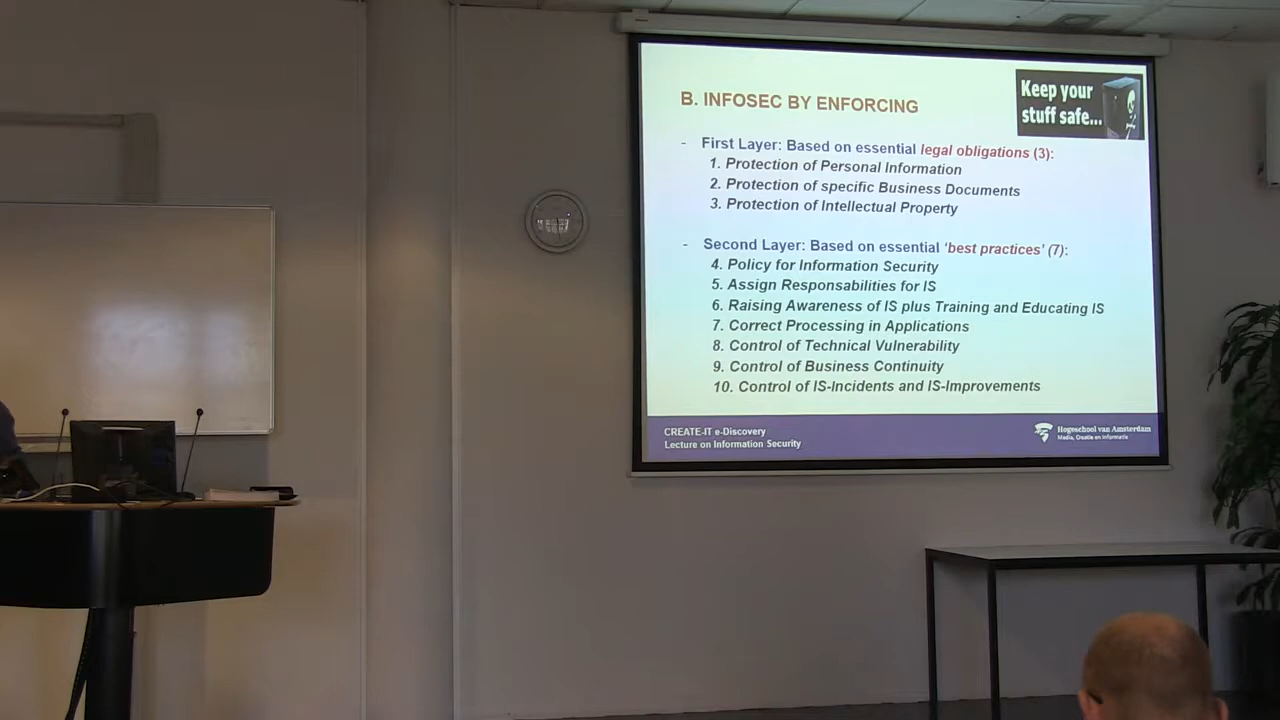 B. INFOSEC BY ENFORCING
Keep your
stuff safe...
- First Layer: Based on essential legal obligations (3):
1. Protection of Personal Information
2. Protection of specific Business Documents
3. Protection of Intellectual Property
- Second Layer: Based on essential ‘best practices’ (7):
4. Policy for Information Security
5. Assign Responsabilities for IS
6. Raising Awareness of IS plus Training and Educating IS
7. Correct Processing in Applications
8. Control of Technical Vulnerability
9. Control of Business Continuity
10. Control of IS-Incidents and IS-Improvements
CREATE-IT e-Discovery
Lecture on Information Security
Hogeschool van Amsterdam
Media, Creatie en Informatie